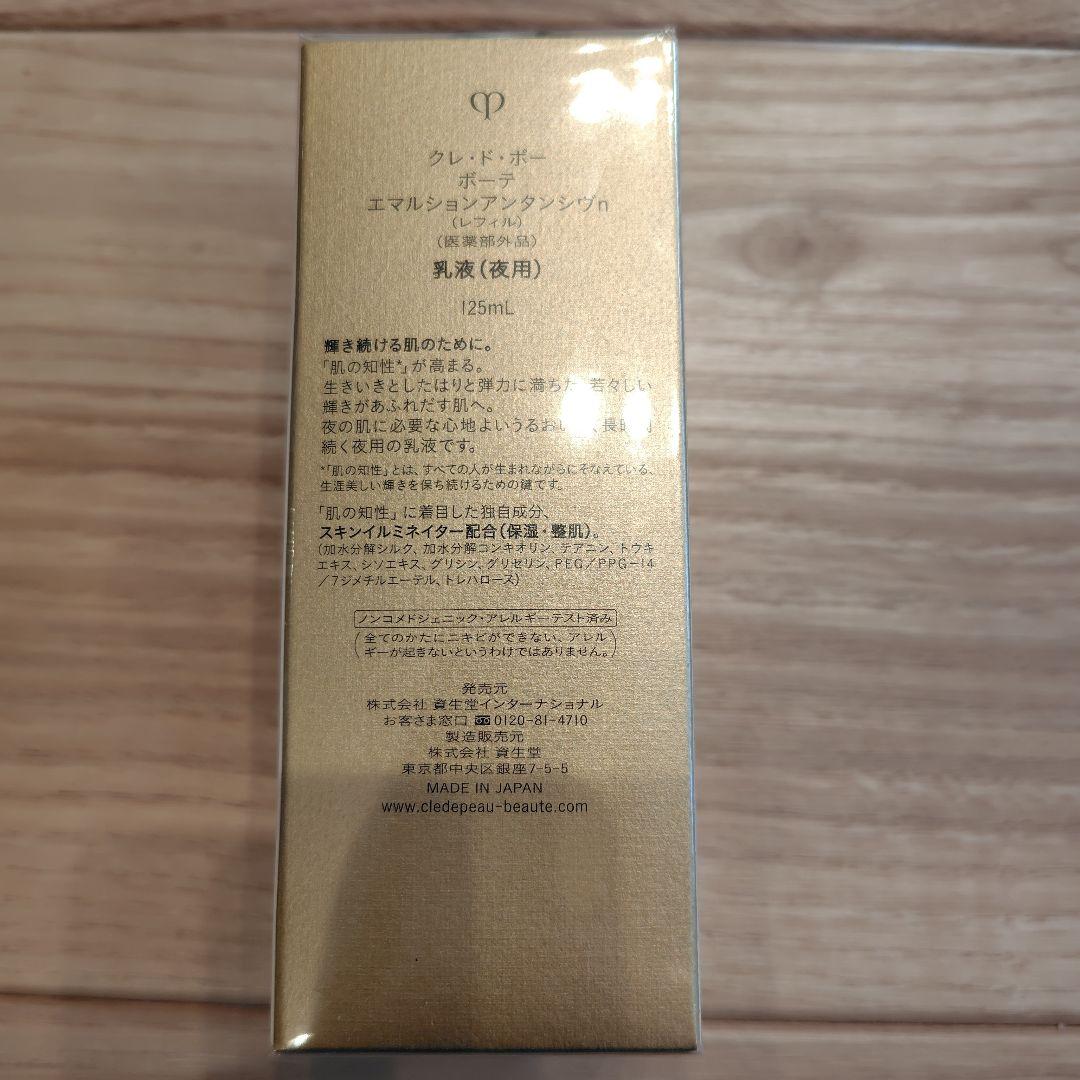 クレ・ド・ポー
ボーテ
エマルションアンタンシヴn
(レフィル)
(医薬部外品)
乳液(夜用)
125mL
輝き続ける肌のために。
「肌の知性*」が高まる。
生きいきとしたはりと弾力に満ちた 若々しい
輝きがあふれだす肌へ。
夜の肌に必要な心地よいうるお
続く夜用の乳液です。
*「肌の知性」とは、すべての人が生まれながらにそなえている、
生涯美しい輝きを保ち続けるための鍵です。
「肌の知性」に着目した独自成分、
スキンイルミネイター配合(保湿・整肌)。
(加水分解シルク、加水分解コンキオリン、テアニン、トウキ
エキス、シソエキス、グリシン、グリセリン、PEG/PPG-14
/7ジメチルエーテル、トレハロース)
ノンコメドジェニック・アレルギーテスト済み
(全てのかたにニキビができない、アレル
ギーが起きないというわけではありません。)
発売元
株式会社 資生堂インターナショナル
お客さま窓口 0120-81-4710
製造販売元
株式会社 資生堂
東京都中央区銀座7-5-5
MADE IN JAPAN
www.cledepeau-beaute.com